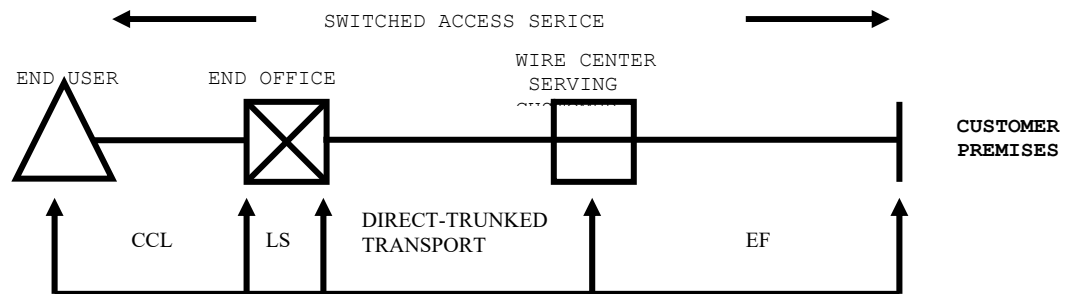 SWITCHED ACCESS SERICE
WIRE CENTER
SERVING
END USER
END OFFICE
CUSTOMER
PREMISES
DIRECT-TRUNKED
TRANSPORT
CCL
LS
EF